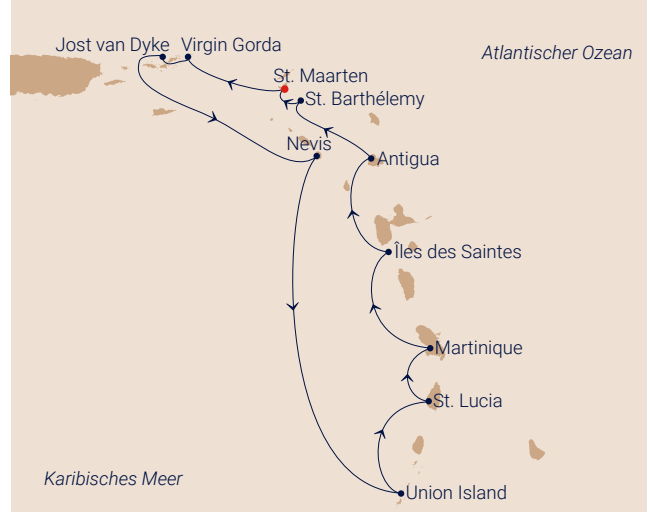 Jost van Dyke
Virgin Gorda
Atlantischer Ozean
St. Maarten
St. Barthélemy
Nevis
Antigua
Îles des Saintes
Martinique
St. Lucia
Karibisches Meer
Union Island